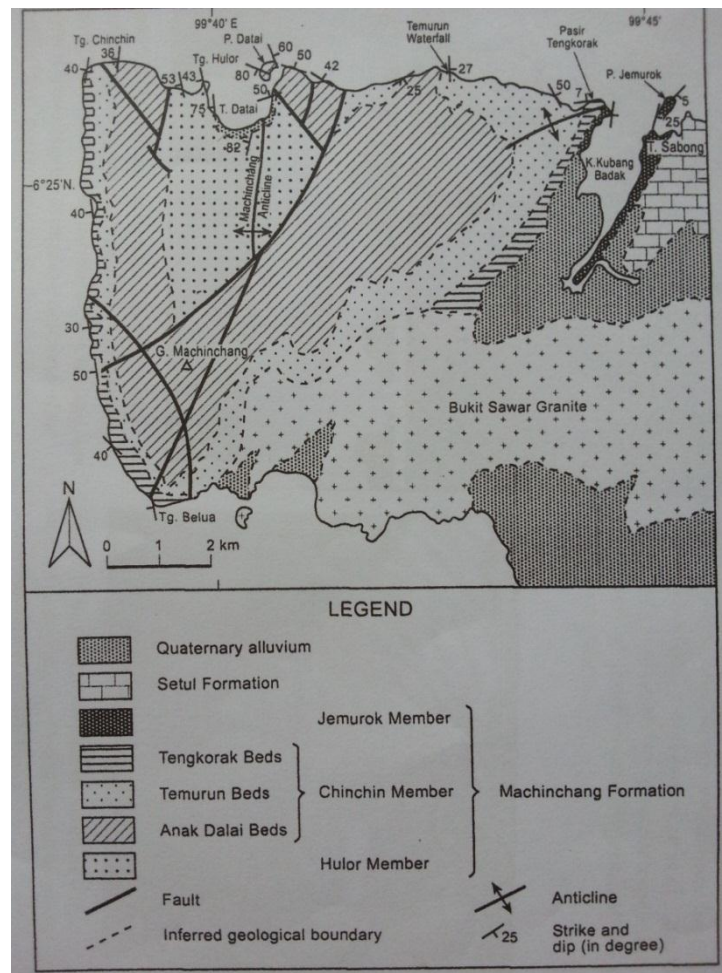 99°40' E
99°45'
Tg. Chinchin
P. Datai
Tg. Hulor
Temurun
Waterfall
Pasir
Tengkorak
P. Jemurok
36
60
50
42
27
40
53
43
80
50
25
50
7
5
75
T. Datai
25
82
T. Sabong
K.Kubang
Badak
6°25'N.
Machinchang
Anticline
40
30
G. Machinchang
50
Bukit Sawar Granite
40
N
Tg. Belua
0 1 2 km
LEGEND
Quaternary alluvium
Setul Formation
Jemurok Member
Tengkorak Beds
Temurun Beds
Chinchin Member
Machinchang Formation
Anak Dalai Beds
Hulor Member
Fault
Anticline
Inferred geological boundary
25
Strike and
dip (in degree)